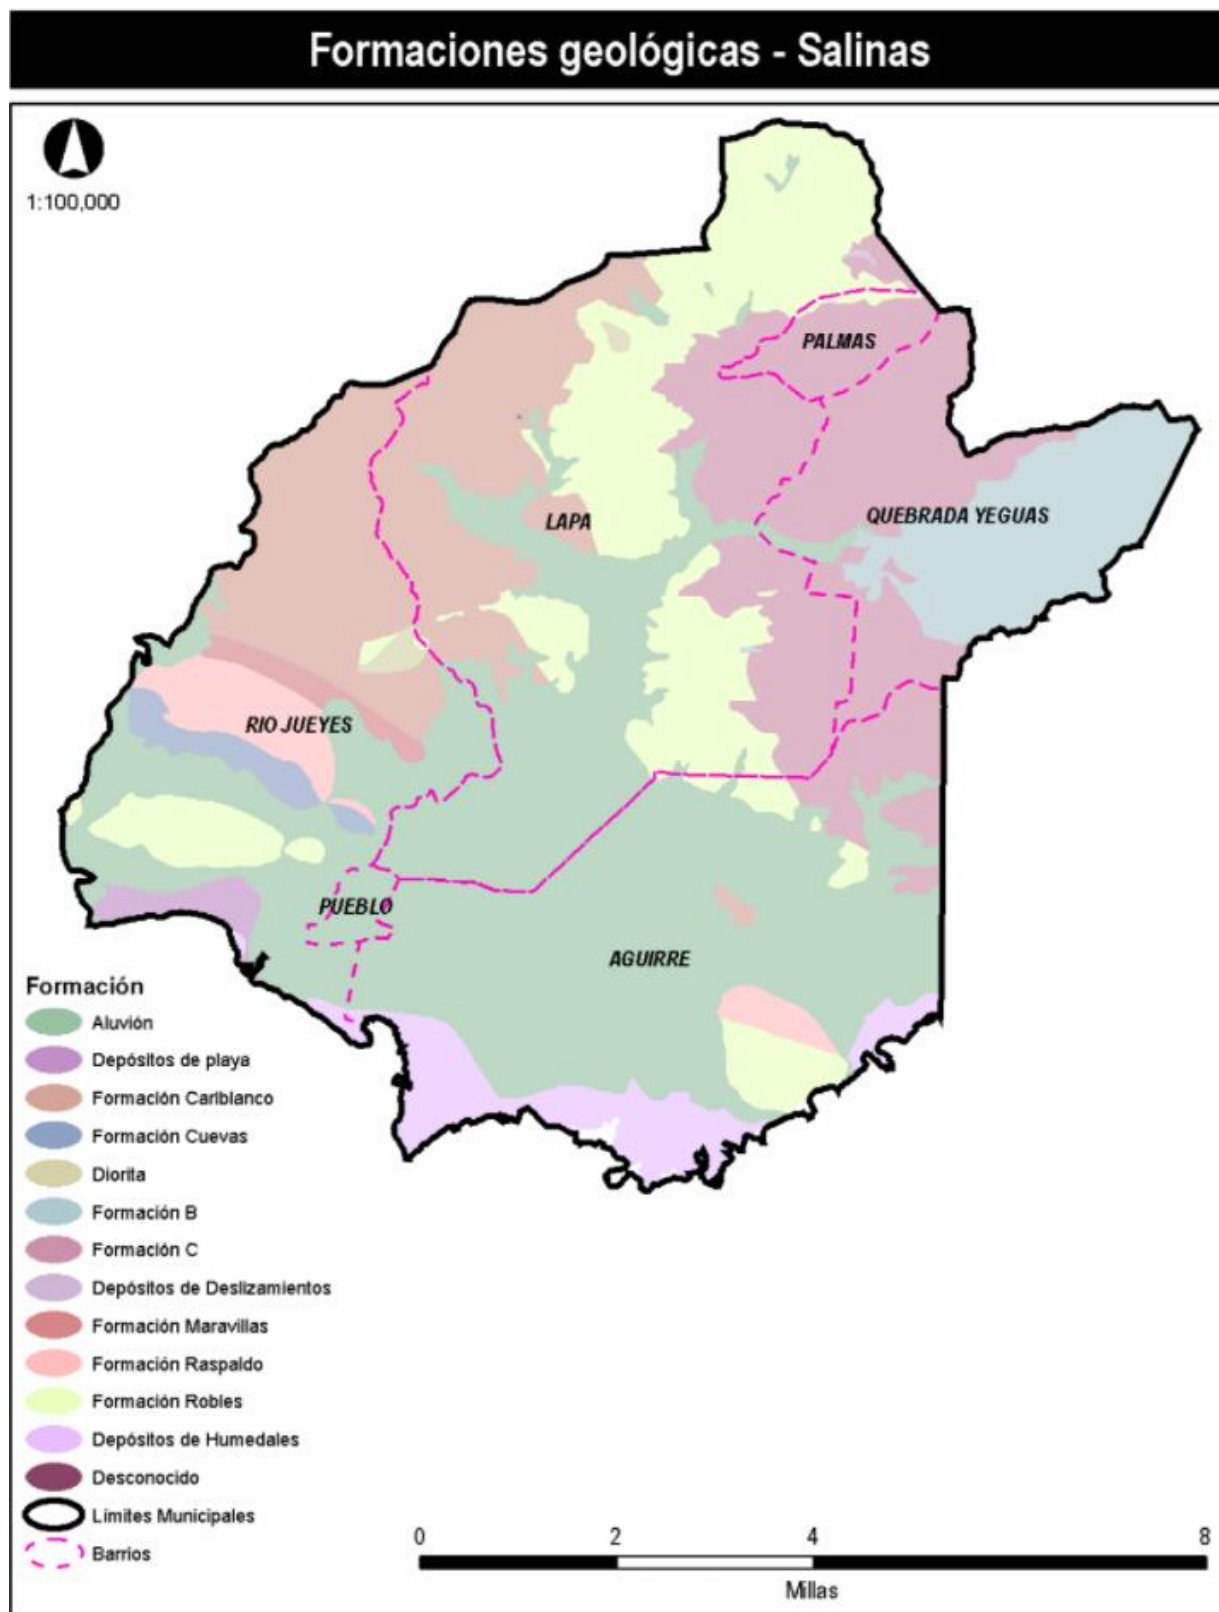 Formaciones geológicas - Salinas
1:100,000
PALMAS
QUEBRADA YEGUAS
LAPA
RIO JUEYES
PUEBLO
AGUIRRE
Formación
Aluvión
Depósitos de playa
Formación Cariblanco
Formación Cuevas
Diorita
Formación B
Formación C
Depósitos de Deslizamientos
Formación Maravillas
Formación Raspaldo
Formación Robles
Depósitos de Humedales
Desconocido
Límites Municipales
Barrios
0 2 4 8
Millas